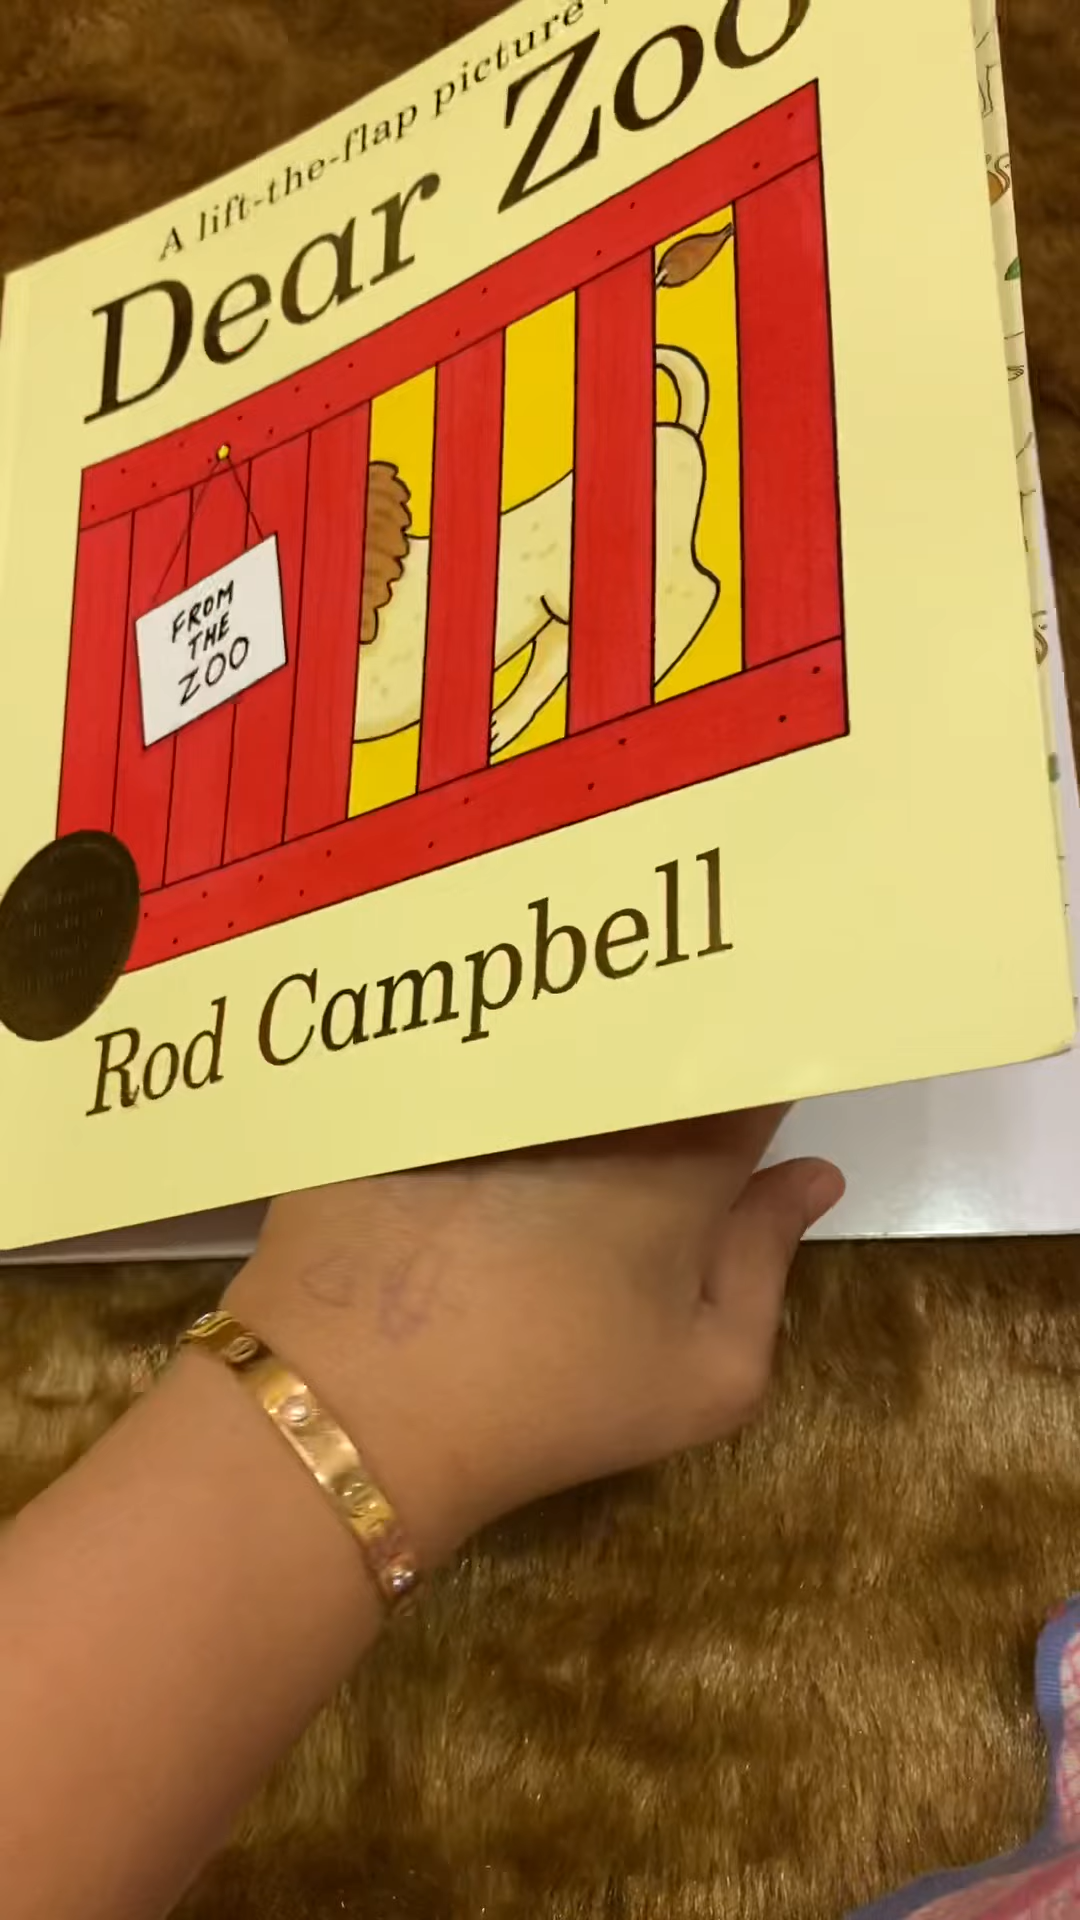 A lift-the-flap picture
Dear Zoo
FROM
THE
ZOO
Rod Campbell